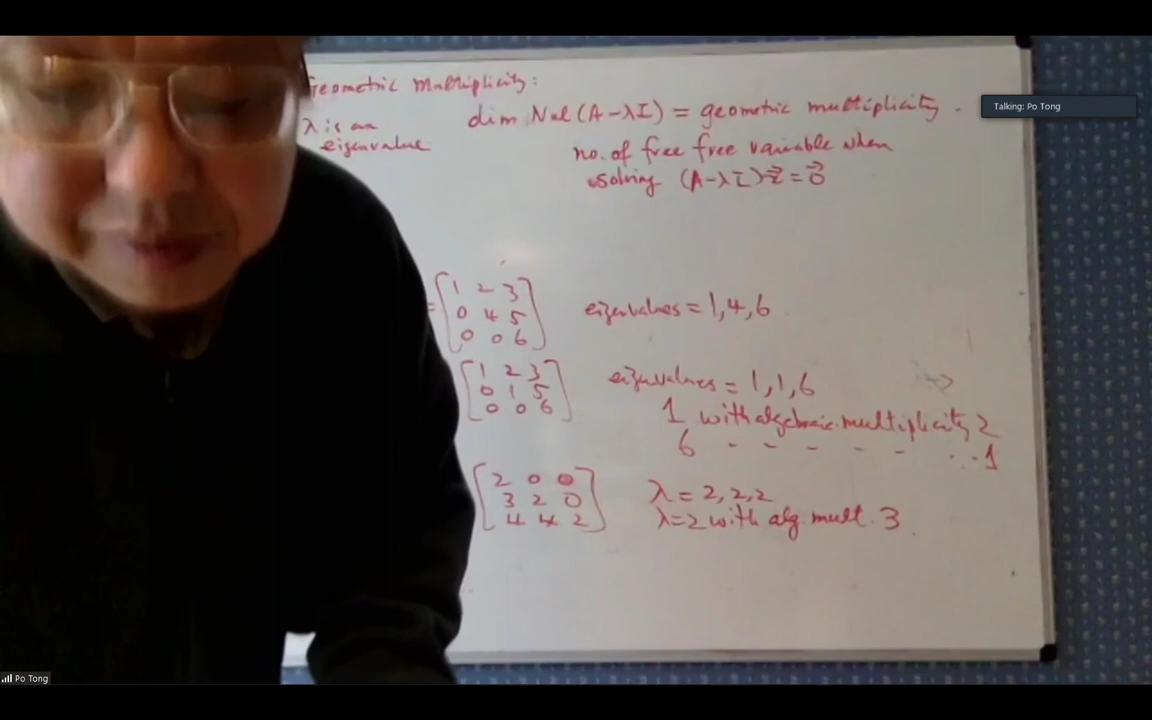 Geometric Multiplicity:
λ is an
eigenvalue
dim Nul (A-λI) = geometric multiplicity.
no. of free free variable when
solving (A-λI)x⃗ = 0⃗
Talking: Po Tong
= [1 2 3
0 4 5
0 0 6]
eigenvalues = 1, 4, 6
[1 2 3
0 1 5
0 0 6]
eigenvalues = 1, 1, 6
1 with algebraic multiplicity 2
6 - - - - - ... 1
[2 0 0
3 2 0
4 4 2]
λ = 2, 2, 2
λ=2 with alg. mult. 3
Po Tong